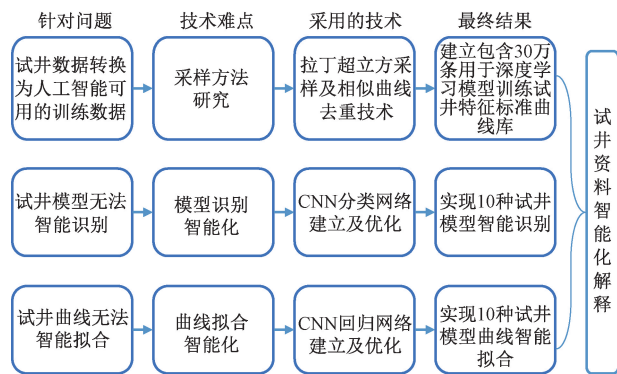 针对问题
技术难点
采用的技术
最终结果
试井数据转换
为人工智能可
用的训练数据
采样方法
研究
拉丁超立方采
样及相似曲线
去重技术
建立包含30万
条用于深度学
习模型训练试
井特征标准曲
线库
试井模型无法
智能识别
模型识别
智能化
CNN分类网络
建立及优化
实现10种试井
模型智能识别
试井曲线无法
智能拟合
曲线拟合
智能化
CNN回归网络
建立及优化
实现10种试井
模型曲线智能
拟合
试井资料智能化解释